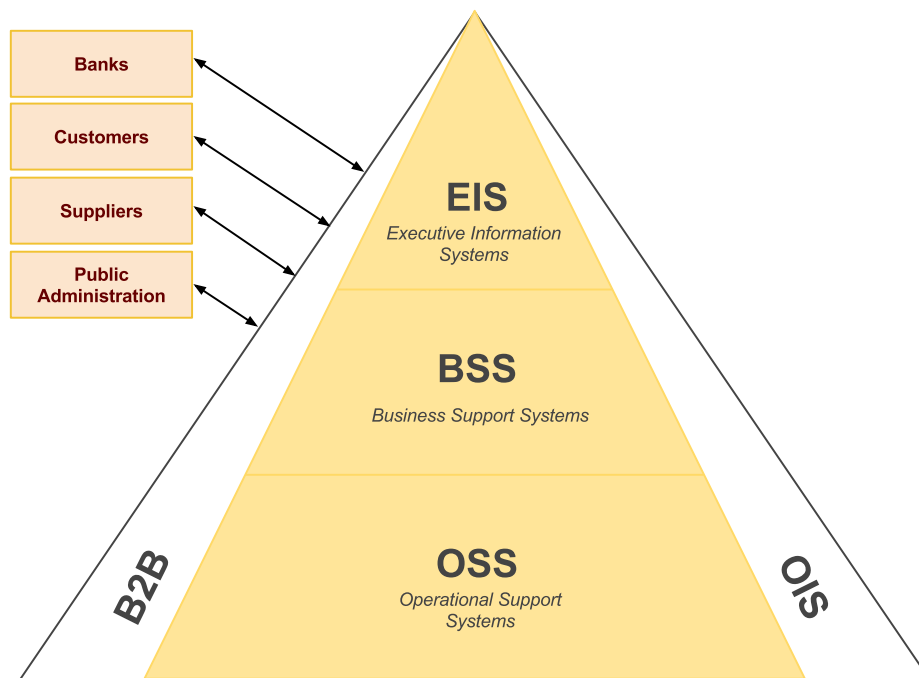 Banks
Customers
Suppliers
Public
Administration
EIS
Executive Information
Systems
BSS
Business Support Systems
OSS
Operational Support
Systems
B2B
OIS